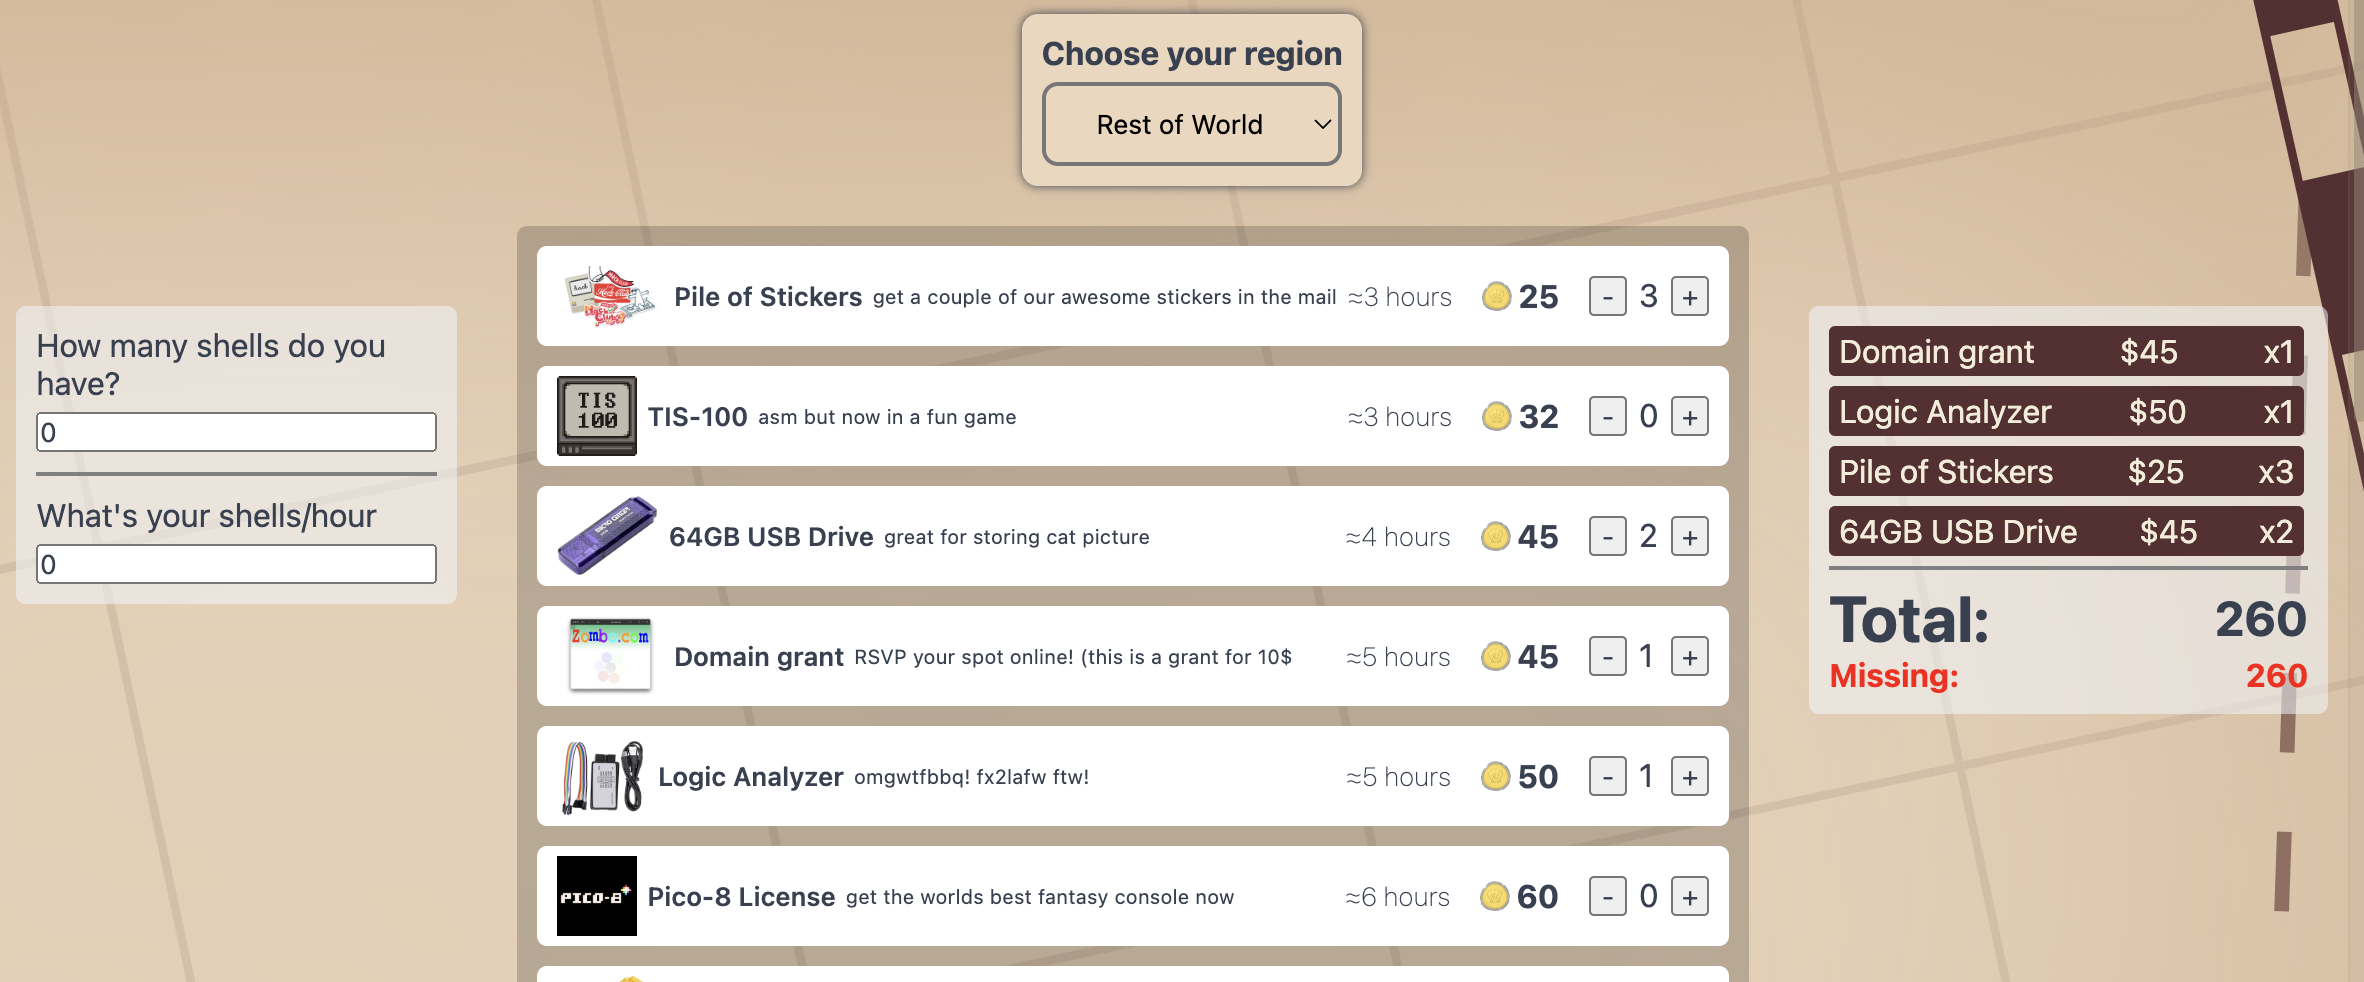 Choose your region
Rest of World
How many shells do you
have?
0
What's your shells/hour
0
Pile of Stickers get a couple of our awesome stickers in the mail ≈3 hours 25 - 3 +
TIS
100
TIS-100 asm but now in a fun game ≈3 hours 32 - 0 +
64GB USB Drive great for storing cat picture ≈4 hours 45 - 2 +
Domain grant RSVP your spot online! (this is a grant for 10$ ≈5 hours 45 - 1 +
Logic Analyzer omgwtfbbq! fx2lafw ftw! ≈5 hours 50 - 1 +
PICO-8
Pico-8 License get the worlds best fantasy console now ≈6 hours 60 - 0 +
Domain grant $45 x1
Logic Analyzer $50 x1
Pile of Stickers $25 x3
64GB USB Drive $45 x2
Total: 260
Missing: 260